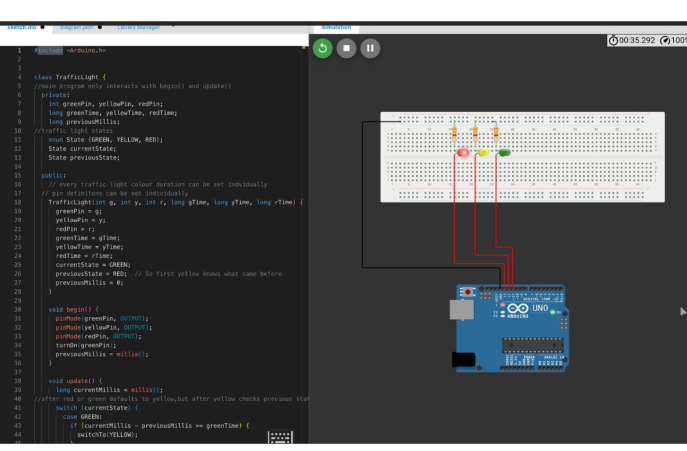 sketch.ino ● diagram.json ● Library Manager
Simulation
00:35.292 100%
1 #include <Arduino.h>
2
3
4 class TrafficLight {
5 //main program only interacts with begin() and update()
6 private:
7 int greenPin, yellowPin, redPin;
8 long greenTime, yellowTime, redTime;
9 long previousMillis;
10 //traffic light states
11 enum State {GREEN, YELLOW, RED};
12 State currentState;
13 State previousState;
14
15 public:
16 // every traffic light colour duration can be set indvidually
17 // pin definitons can be set individually
18 TrafficLight(int g, int y, int r, long gTime, long yTime, long rTime) {
19 greenPin = g;
20 yellowPin = y;
21 redPin = r;
22 greenTime = gTime;
23 yellowTime = yTime;
24 redTime = rTime;
25 currentState = GREEN;
26 previousState = RED; // So first yellow knows what came before
27 previousMillis = 0;
28 }
29
30 void begin() {
31 pinMode(greenPin, OUTPUT);
32 pinMode(yellowPin, OUTPUT);
33 pinMode(redPin, OUTPUT);
34 turnOn(greenPin);
35 previousMillis = millis();
36 }
37
38 void update() {
39 long currentMillis = millis();
40 //after red or green defaults to yellow,but after yellow checks previous stat
41 switch (currentState) {
42 case GREEN:
43 if (currentMillis - previousMillis >= greenTime) {
44 switchTo(YELLOW);
45 }
UNO
ARDUINO